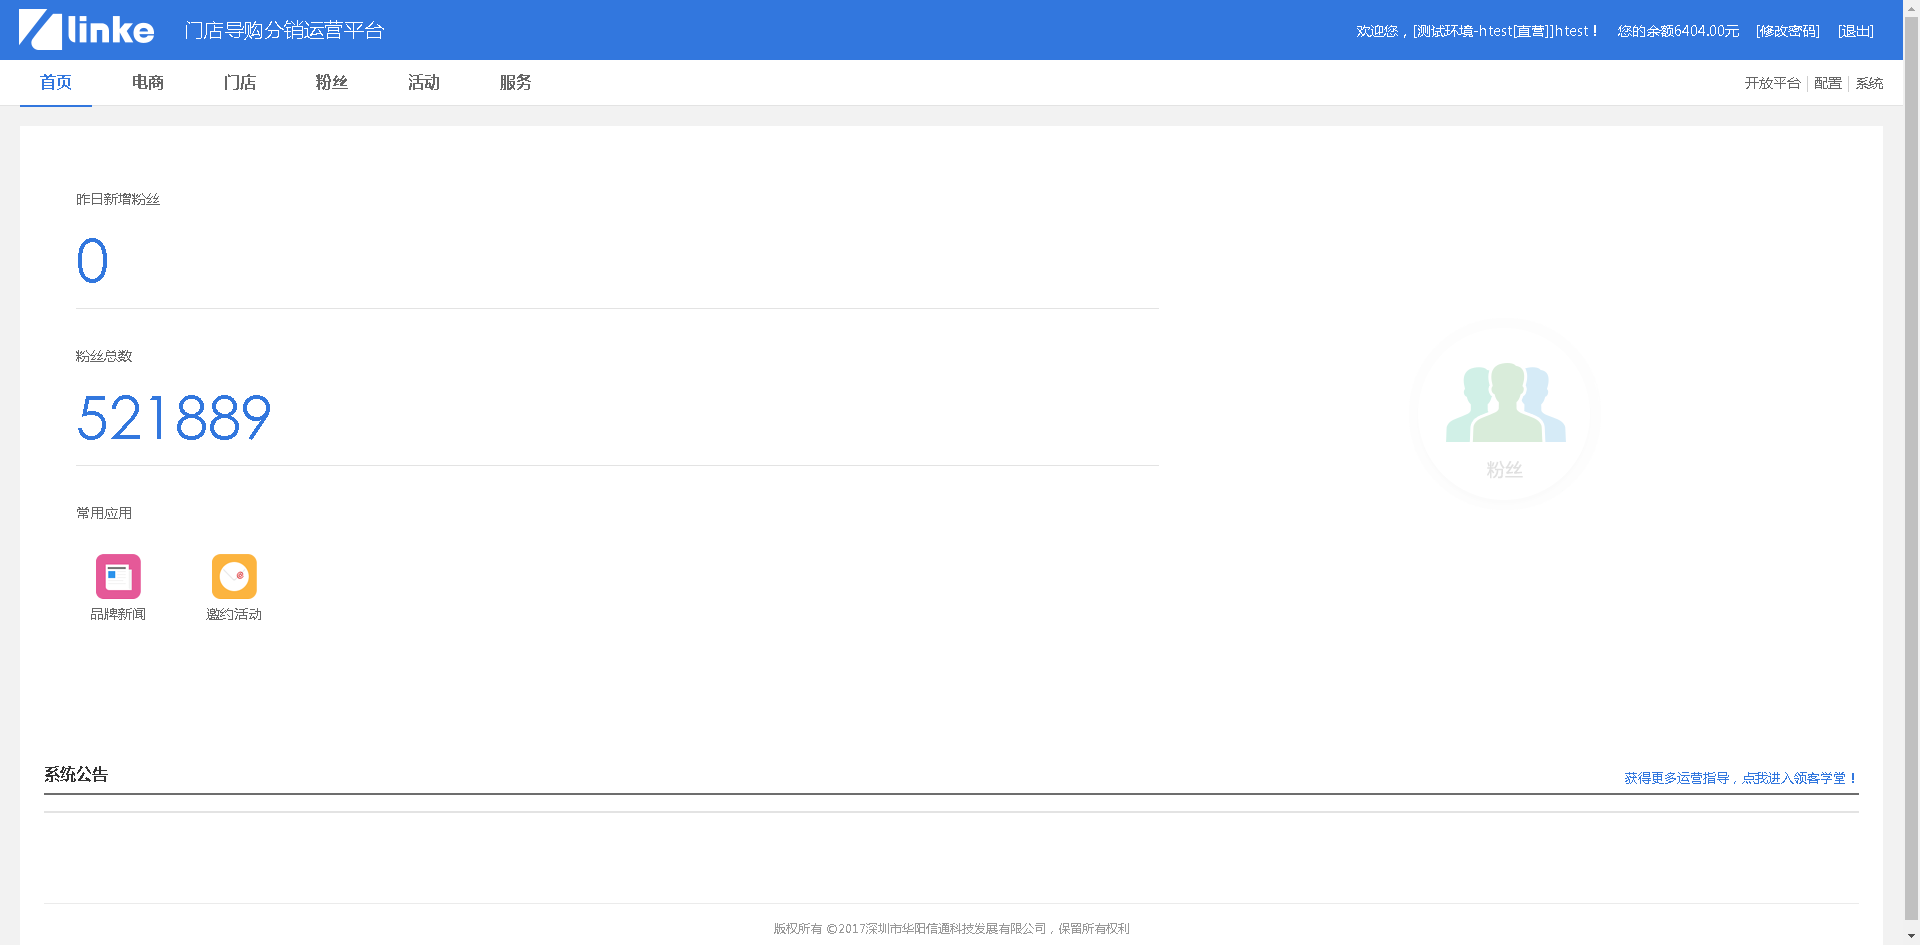 linke 门店导购分销运营平台 欢迎您，[测试环境-htest[直营]]htest！ 您的余额6404.00元 [修改密码] [退出]
首页 电商 门店 粉丝 活动 服务 开放平台 配置 系统
昨日新增粉丝
0
粉丝总数
521889
粉丝
常用应用
品牌新闻 邀约活动
系统公告 获得更多运营指导，点我进入领客学堂！
版权所有 ©2017深圳市华阳信通科技发展有限公司，保留所有权利